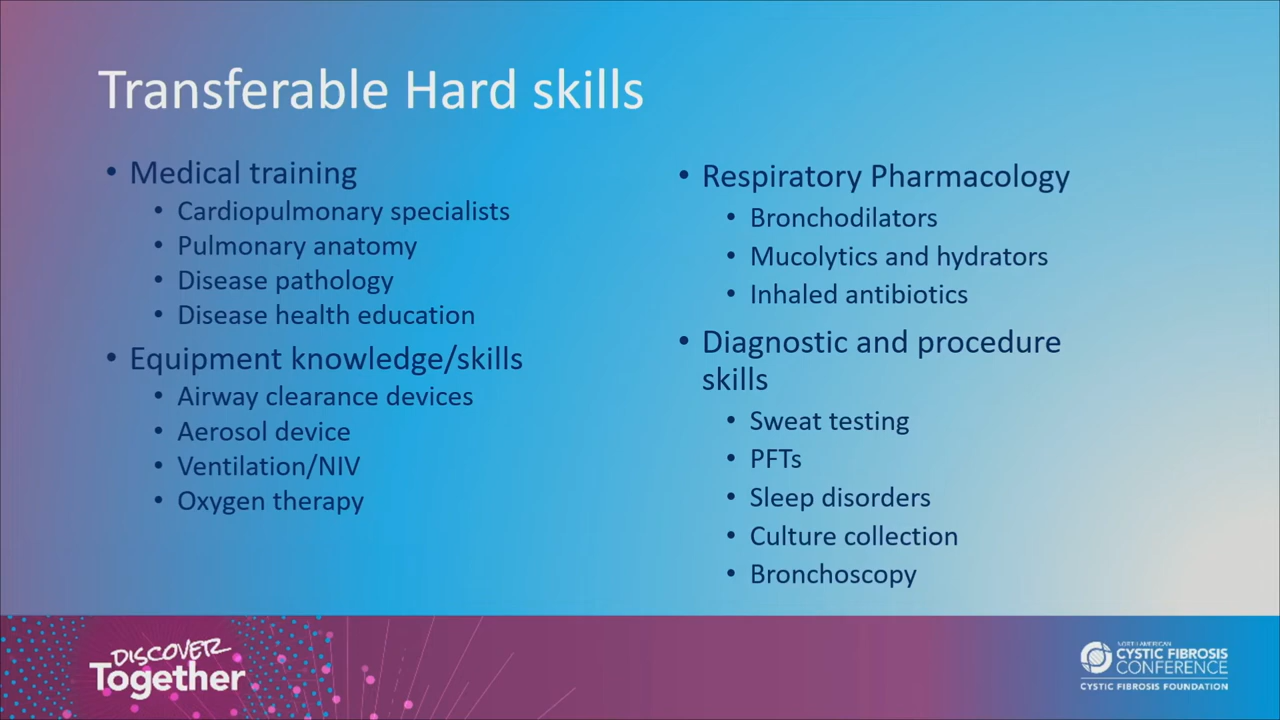 Transferable Hard skills
• Medical training
• Cardiopulmonary specialists
• Pulmonary anatomy
• Disease pathology
• Disease health education
• Equipment knowledge/skills
• Airway clearance devices
• Aerosol device
• Ventilation/NIV
• Oxygen therapy
• Respiratory Pharmacology
• Bronchodilators
• Mucolytics and hydrators
• Inhaled antibiotics
• Diagnostic and procedure
skills
• Sweat testing
• PFTs
• Sleep disorders
• Culture collection
• Bronchoscopy
DISCOVER
Together
NORTH AMERICAN
CYSTIC FIBROSIS
CONFERENCE
CYSTIC FIBROSIS FOUNDATION